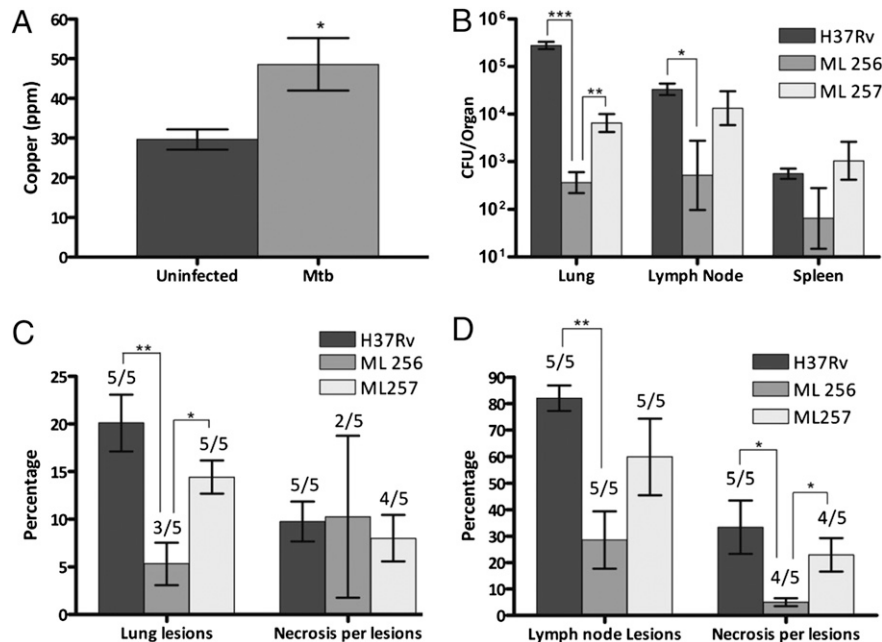 A
Copper (ppm)
60
50
40
30
20
10
0
*
Uninfected
Mtb
B
CFU/Organ
10⁶
10⁵
10⁴
10³
10²
10¹
***
**
*
H37Rv
ML 256
ML 257
Lung
Lymph Node
Spleen
C
Percentage
25
20
15
10
5
0
H37Rv
ML 256
ML257
**
*
5/5
3/5
5/5
5/5
2/5
4/5
Lung lesions
Necrosis per lesions
D
Percentage
90
80
70
60
50
40
30
20
10
0
H37Rv
ML 256
ML257
**
*
*
5/5
5/5
5/5
5/5
4/5
4/5
Lymph node Lesions
Necrosis per lesions